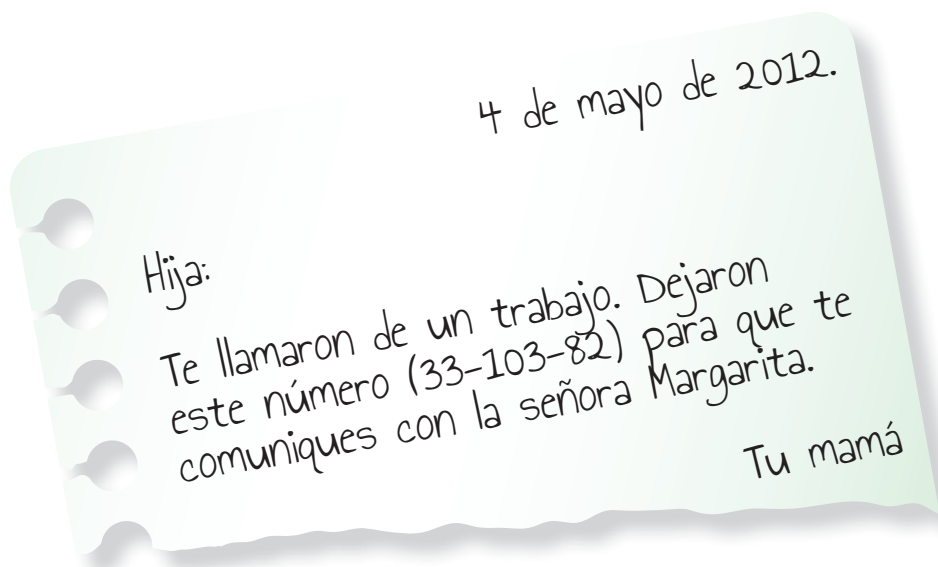 4 de mayo de 2012.
Hija:
Te llamaron de un trabajo. Dejaron
este número (33-103-82) para que te
comuniques con la señora Margarita.
Tu mamá